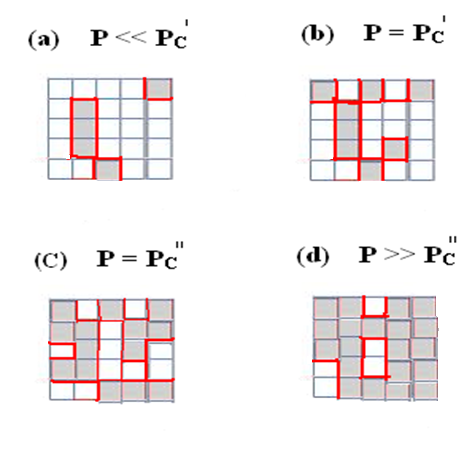 (a) P << PC'
(b) P = PC'
(C) P = PC"
(d) P >> PC"